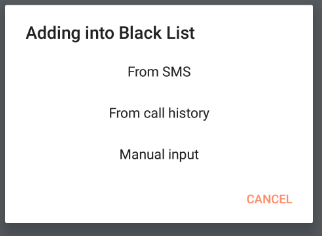 Adding into Black List
From SMS
From call history
Manual input
CANCEL